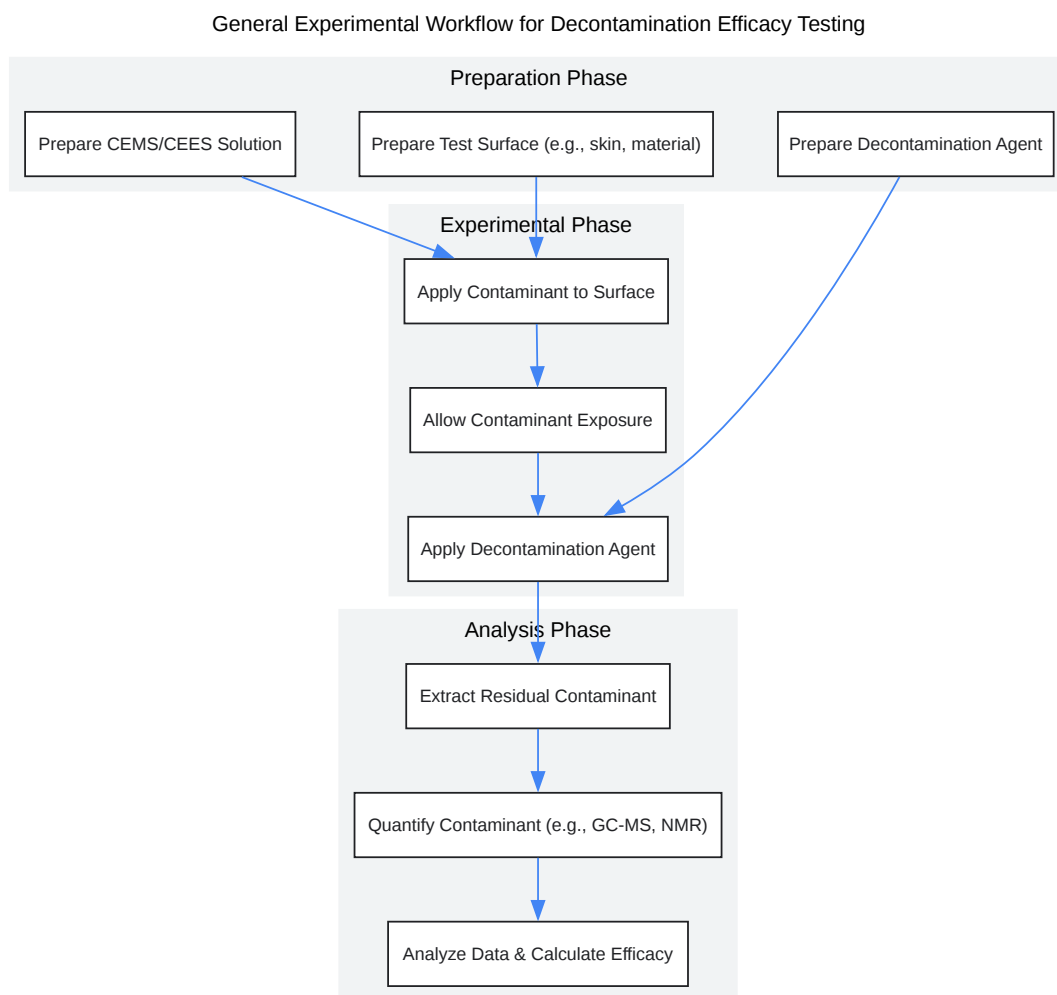 General Experimental Workflow for Decontamination Efficacy Testing
Preparation Phase
Prepare CEMS/CEES Solution
Prepare Test Surface (e.g., skin, material)
Prepare Decontamination Agent
Experimental Phase
Apply Contaminant to Surface
Allow Contaminant Exposure
Apply Decontamination Agent
Analysis Phase
Extract Residual Contaminant
Quantify Contaminant (e.g., GC-MS, NMR)
Analyze Data & Calculate Efficacy